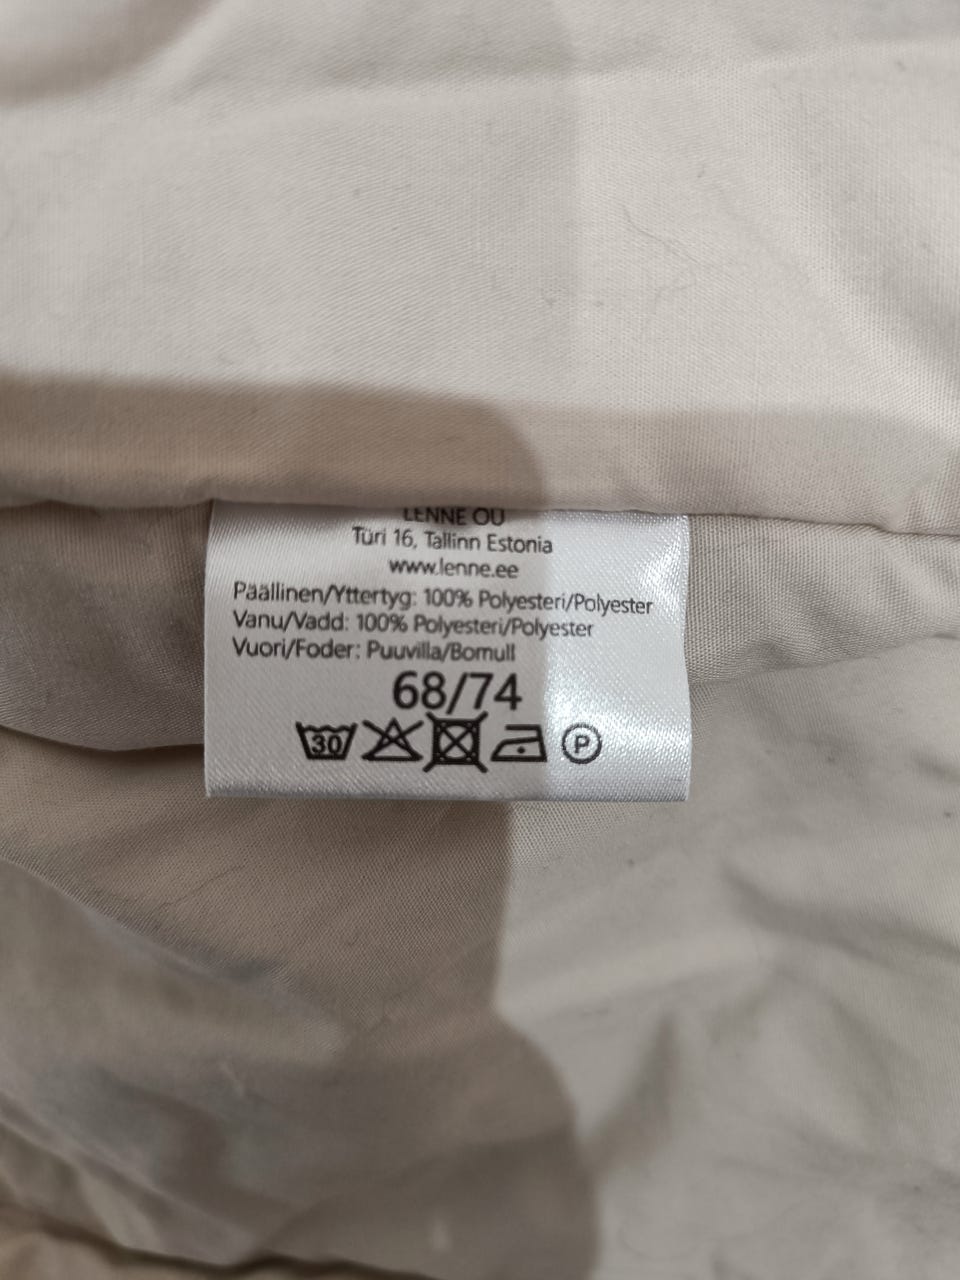 LENNE OÜ
Türi 16, Tallinn Estonia
www.lenne.ee
Päällinen/Yttertyg: 100% Polyesteri/Polyester
Vanu/Vadd: 100% Polyesteri/Polyester
Vuori/Foder: Puuvilla/Bomull
68/74
30 P